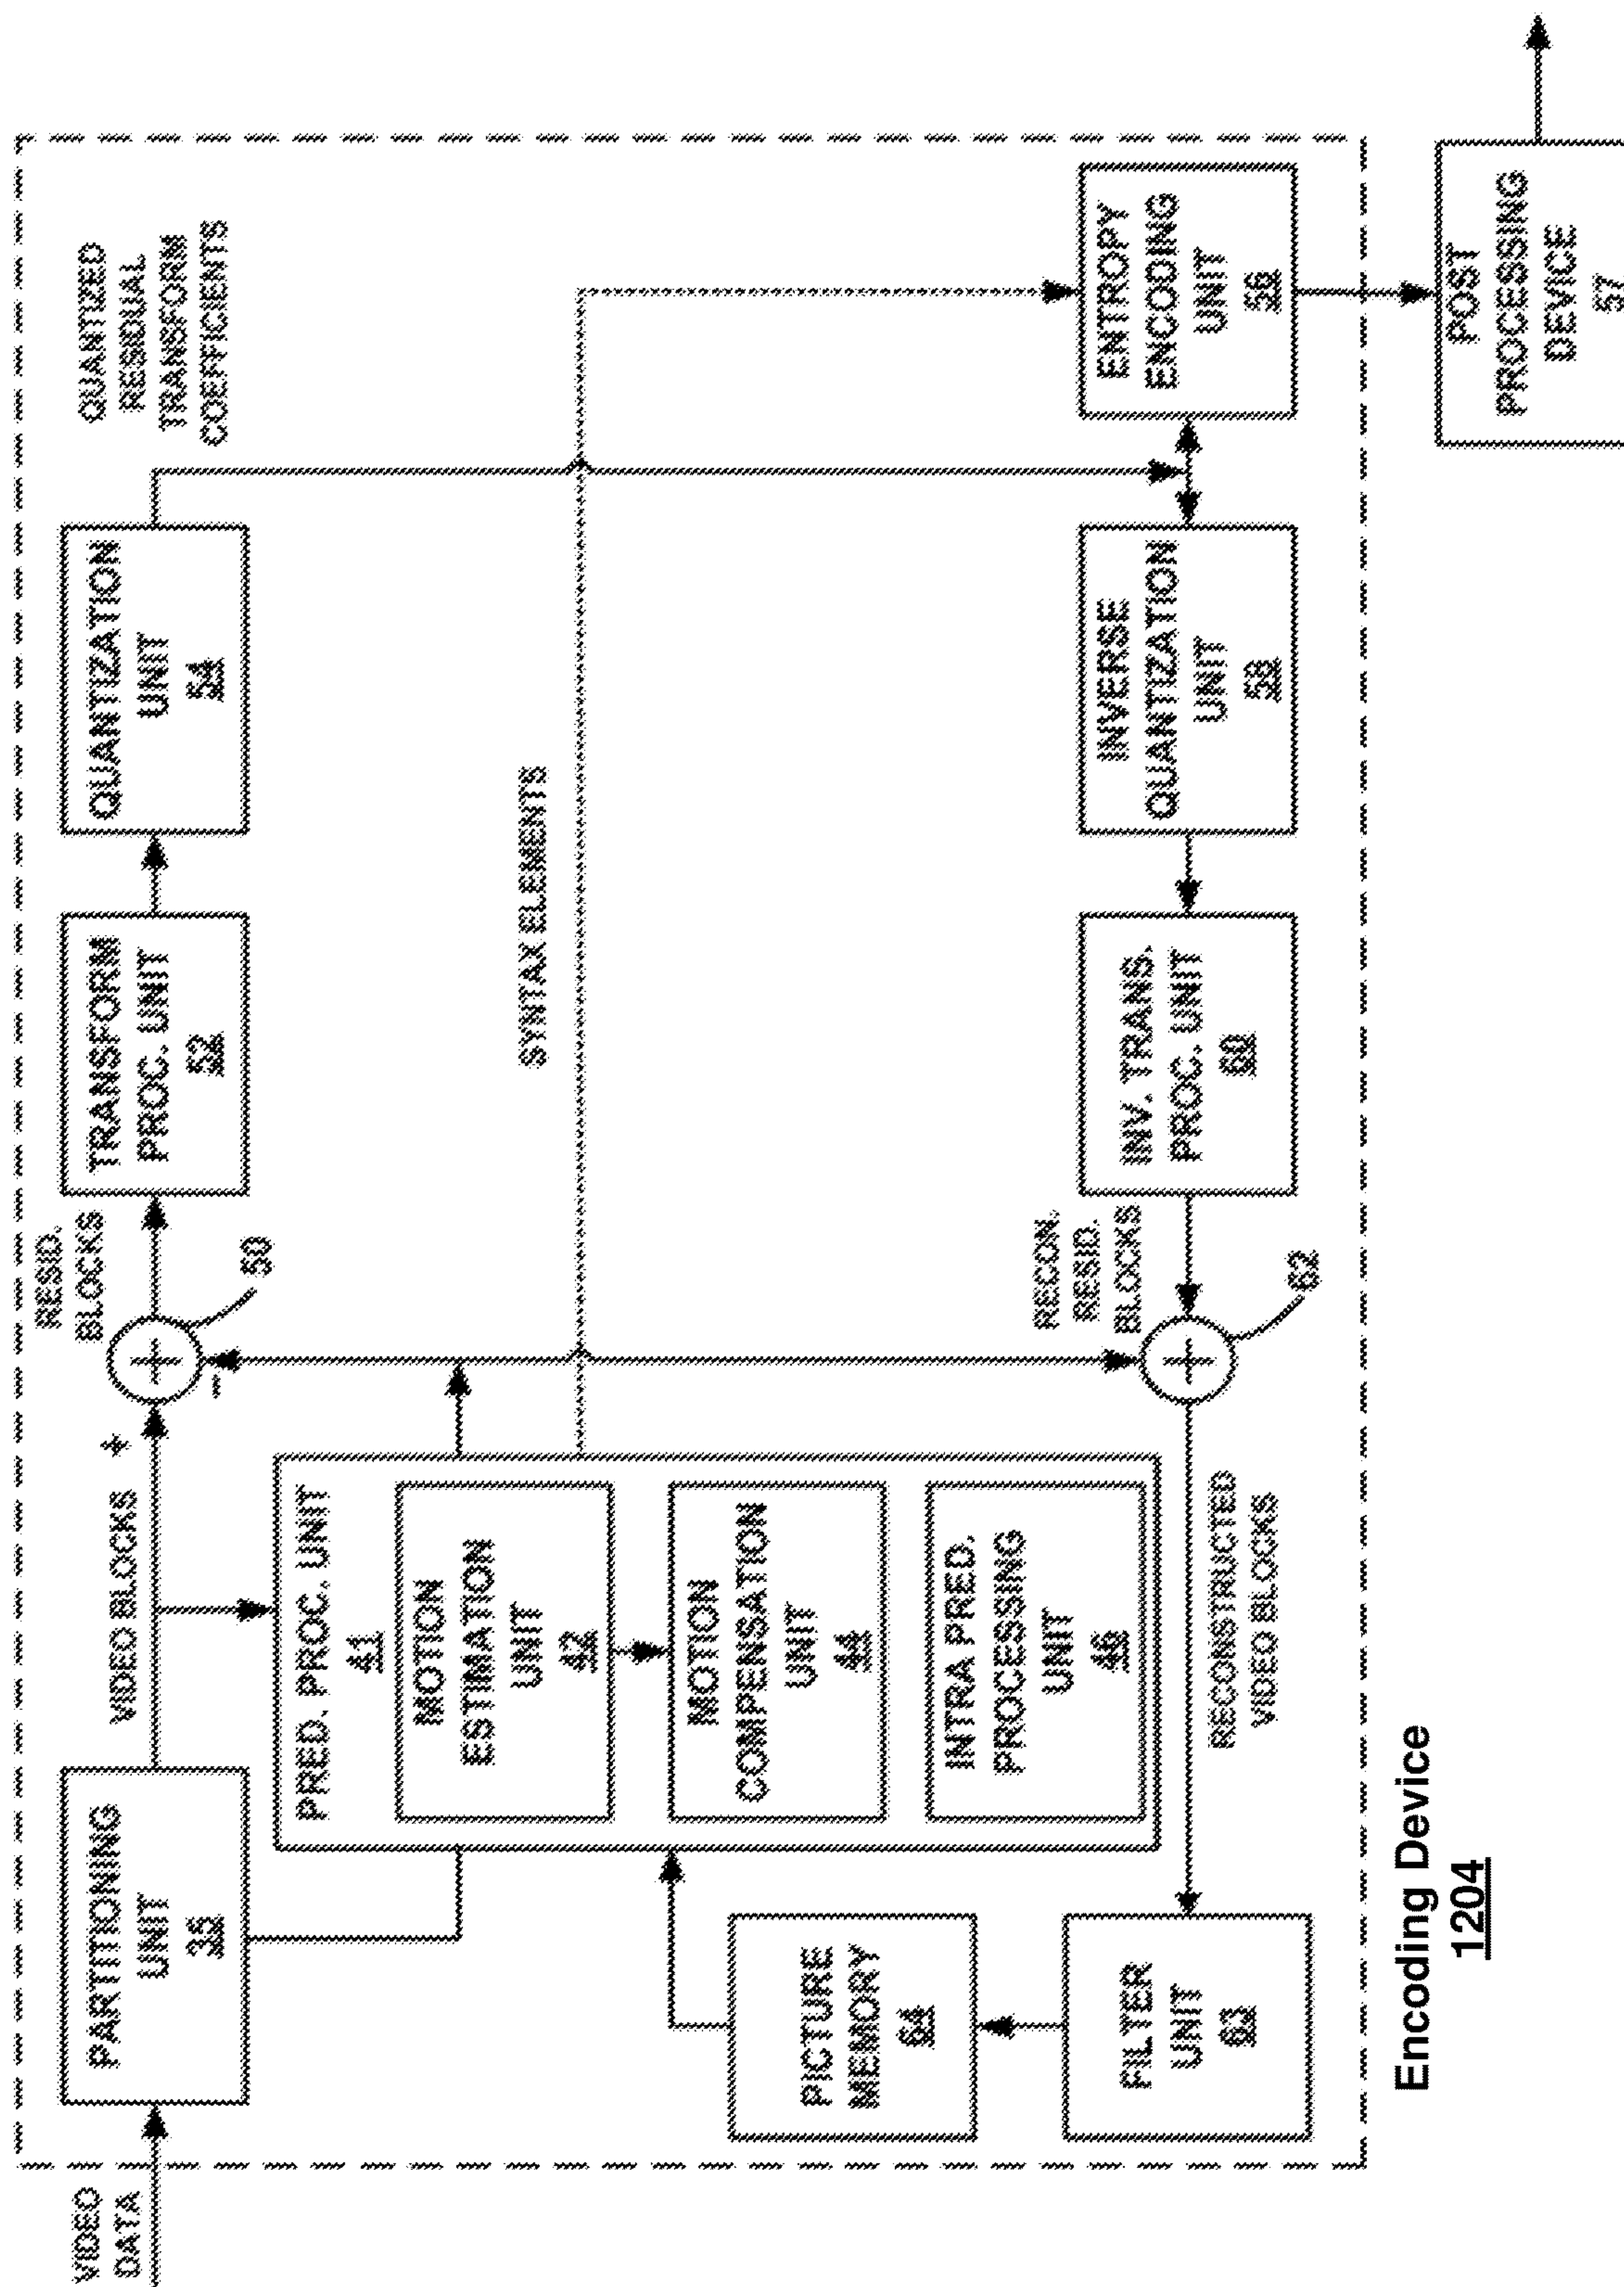 VIDEO
DATA
PARTITIONING
UNIT
35
VIDEO BLOCKS
+
-
RESID.
BLOCKS
50
TRANSFORM
PROC. UNIT
52
QUANTIZATION
UNIT
54
QUANTIZED
RESIDUAL
TRANSFORM
COEFFICIENTS
PRED. PROC. UNIT
41
MOTION
ESTIMATION
UNIT
42
MOTION
COMPENSATION
UNIT
44
INTRA PRED.
PROCESSING
UNIT
46
SYNTAX ELEMENTS
PICTURE
MEMORY
64
FILTER
UNIT
63
RECONSTRUCTED
VIDEO BLOCKS
RECON.
RESID.
BLOCKS
62
INV. TRANS.
PROC. UNIT
60
INVERSE
QUANTIZATION
UNIT
58
ENTROPY
ENCODING
UNIT
56
POST
PROCESSING
DEVICE
57
Encoding Device
1204